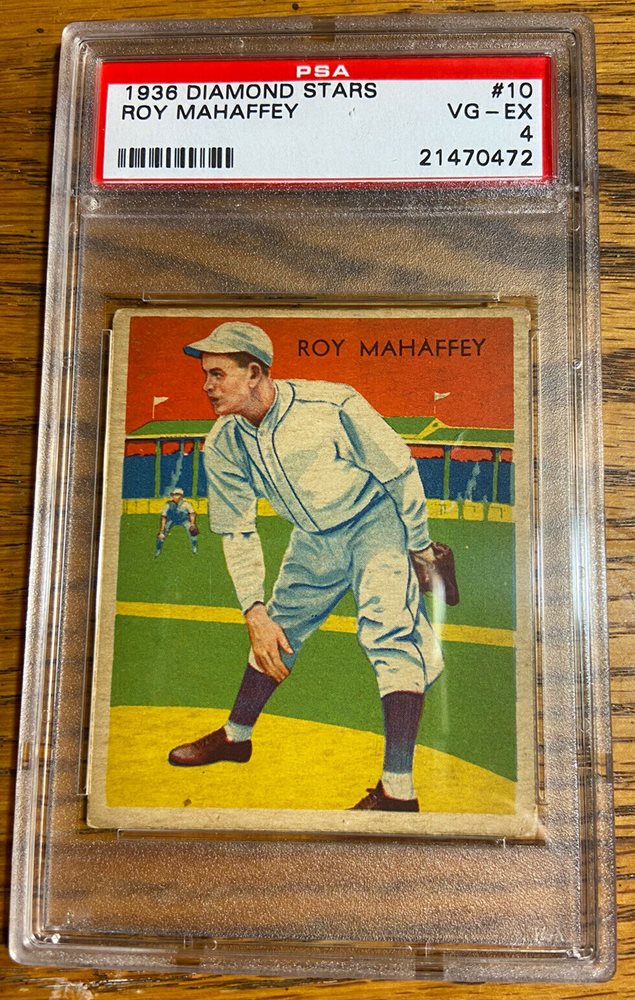 PSA
1936 DIAMOND STARS #10
ROY MAHAFFEY VG-EX
4
21470472
ROY MAHAFFEY